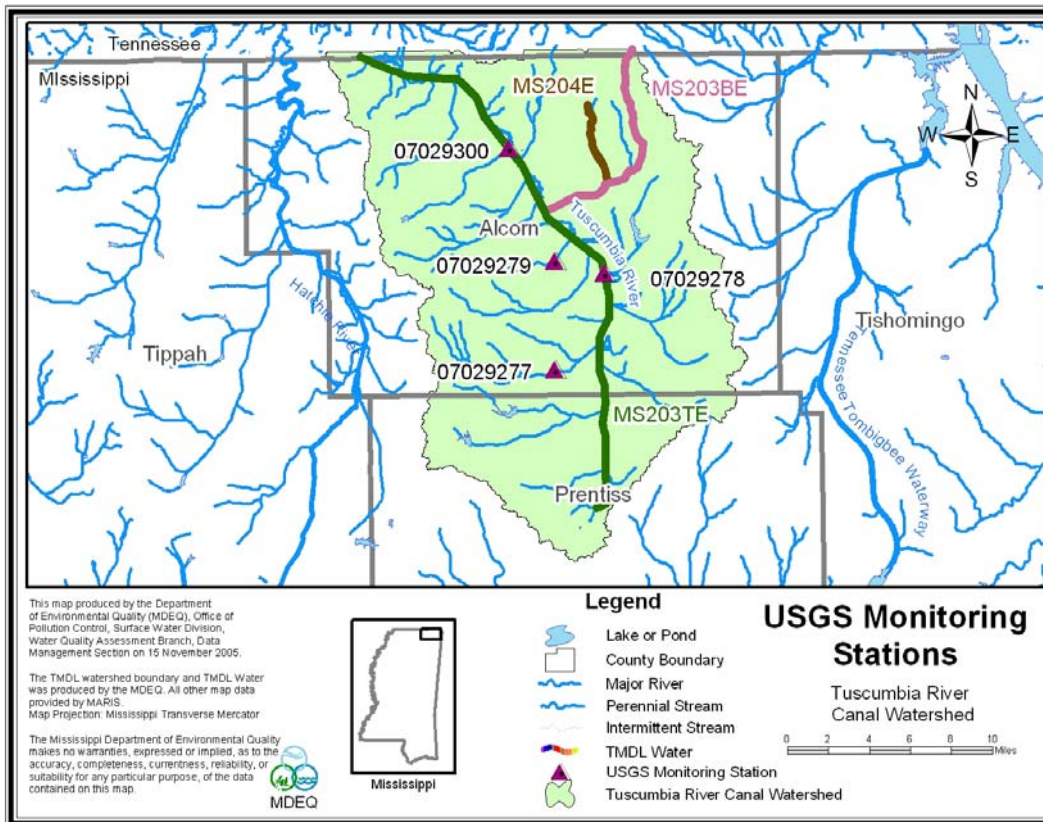 Tennessee
MIssissippi
MS204E
MS203BE
N
W E
S
07029300
Alcorn
Tuscumbia River
07029279
07029278
Hatchie River
Tishomingo
Tippah
Tennessee Tombigbee Waterway
07029277
MS203TE
Prentiss
This map produced by the Department
of Environmental Quality (MDEQ), Office of
Pollution Control, Surface Water Division,
Water Quality Assessment Branch, Data
Management Section on 15 November 2005.
The TMDL watershed boundary and TMDL Water
was produced by the MDEQ. All other map data
provided by MARIS.
Map Projection: Mississippi Transverse Mercator
The Mississippi Department of Environmental Quality
makes no warranties, expressed or implied, as to the
accuracy, completeness, currentness, reliability, or
suitability for any particular purpose, of the data
contained on this map.
MDEQ
Mississippi
Legend
Lake or Pond
County Boundary
Major River
Perennial Stream
Intermittent Stream
TMDL Water
USGS Monitoring Station
Tuscumbia River Canal Watershed
USGS Monitoring
Stations
Tuscumbia River
Canal Watershed
0 2 4 6 8 10
Miles